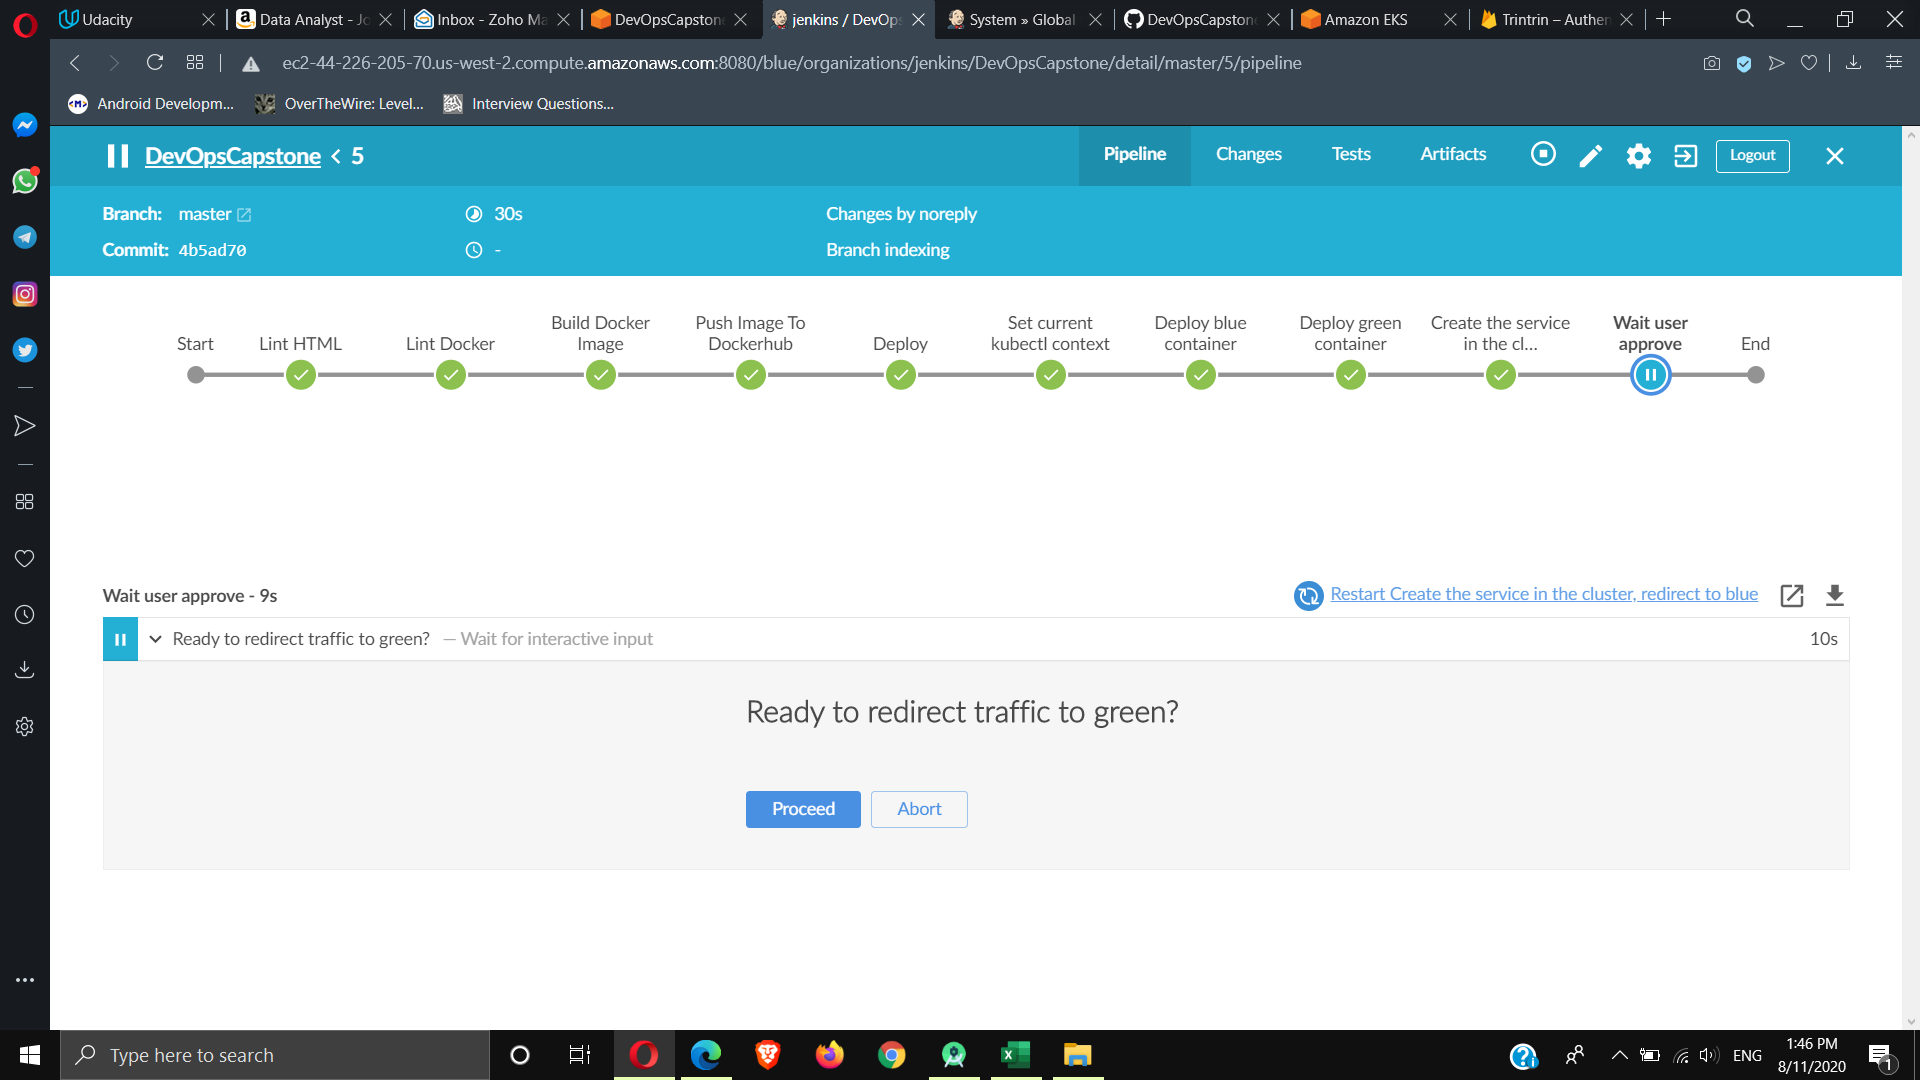 Udacity
Data Analyst - Jo
Inbox - Zoho Ma
DevOpsCapstone
jenkins / DevOps
System » Global
DevOpsCapstone
Amazon EKS
Trintrin – Authen
ec2-44-226-205-70.us-west-2.compute.amazonaws.com:8080/blue/organizations/jenkins/DevOpsCapstone/detail/master/5/pipeline
Android Developm...
OverTheWire: Level...
Interview Questions...
DevOpsCapstone < 5
Pipeline
Changes
Tests
Artifacts
Logout
Branch: master
30s
Changes by noreply
Commit: 4b5ad70
-
Branch indexing
Start
Lint HTML
Lint Docker
Build Docker
Image
Push Image To
Dockerhub
Deploy
Set current
kubectl context
Deploy blue
container
Deploy green
container
Create the service
in the cl...
Wait user
approve
End
Wait user approve - 9s
Restart Create the service in the cluster, redirect to blue
Ready to redirect traffic to green? — Wait for interactive input
10s
Ready to redirect traffic to green?
Proceed
Abort
Type here to search
ENG
1:46 PM
8/11/2020
1